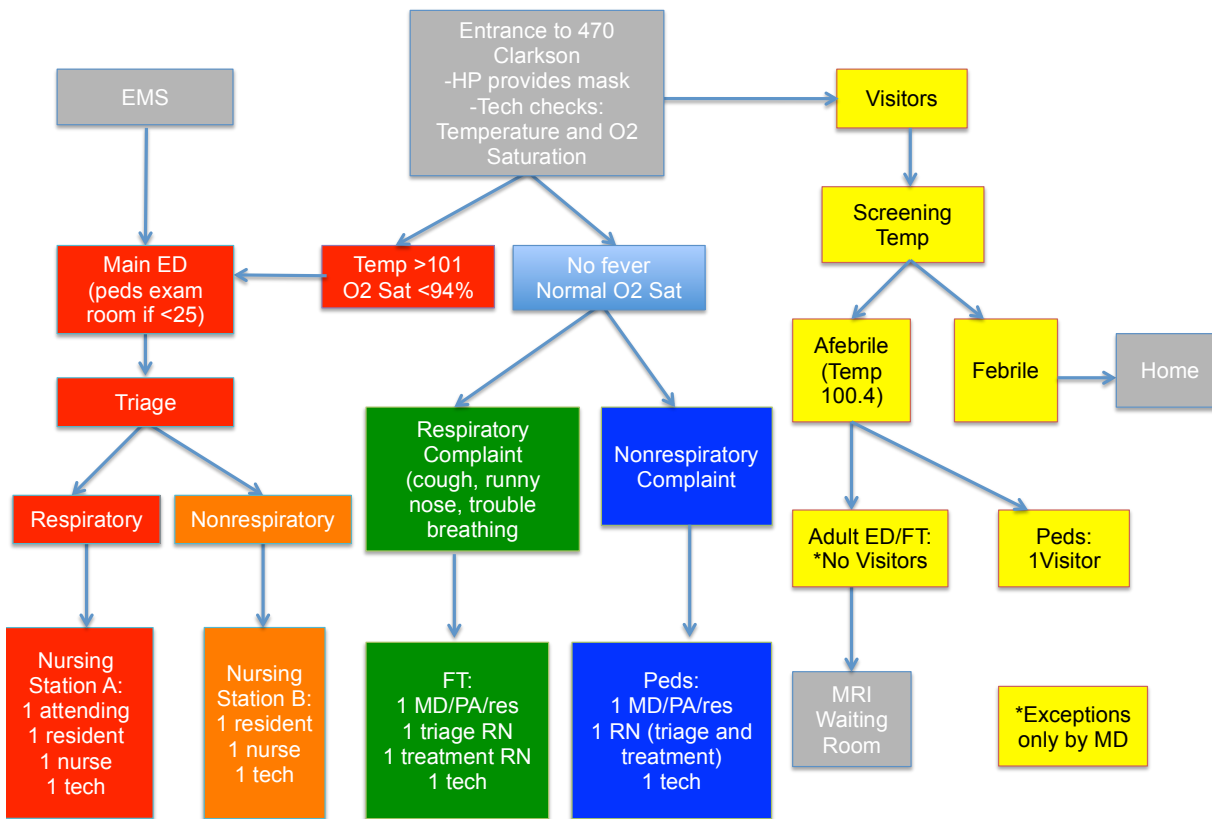 Entrance to 470
Clarkson
-HP provides mask
-Tech checks:
Temperature and O2
Saturation
EMS
Visitors
Screening
Temp
Main ED
(peds exam
room if <25)
Temp >101
O2 Sat <94%
No fever
Normal O2 Sat
Afebrile
(Temp
100.4)
Febrile
Home
Triage
Respiratory
Complaint
(cough, runny
nose, trouble
breathing
Nonrespiratory
Complaint
Respiratory
Nonrespiratory
Adult ED/FT:
*No Visitors
Peds:
1Visitor
Nursing
Station A:
1 attending
1 resident
1 nurse
1 tech
Nursing
Station B:
1 resident
1 nurse
1 tech
FT:
1 MD/PA/res
1 triage RN
1 treatment RN
1 tech
Peds:
1 MD/PA/res
1 RN (triage and
treatment)
1 tech
MRI
Waiting
Room
*Exceptions
only by MD